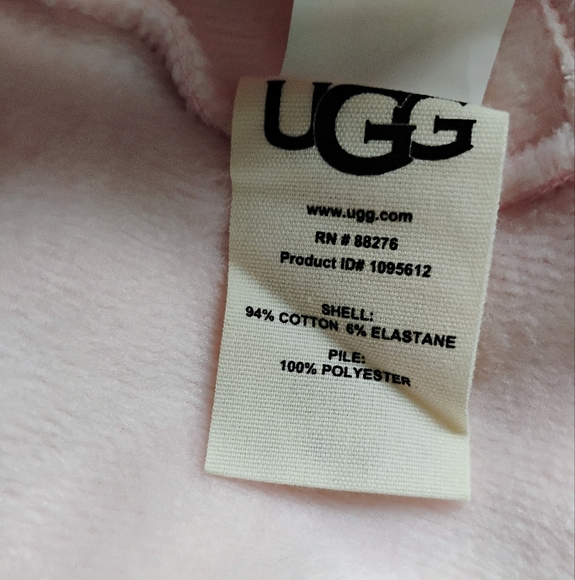 UGG
www.ugg.com
RN # 88276
Product ID# 1095612
SHELL:
94% COTTON 6% ELASTANE
PILE:
100% POLYESTER